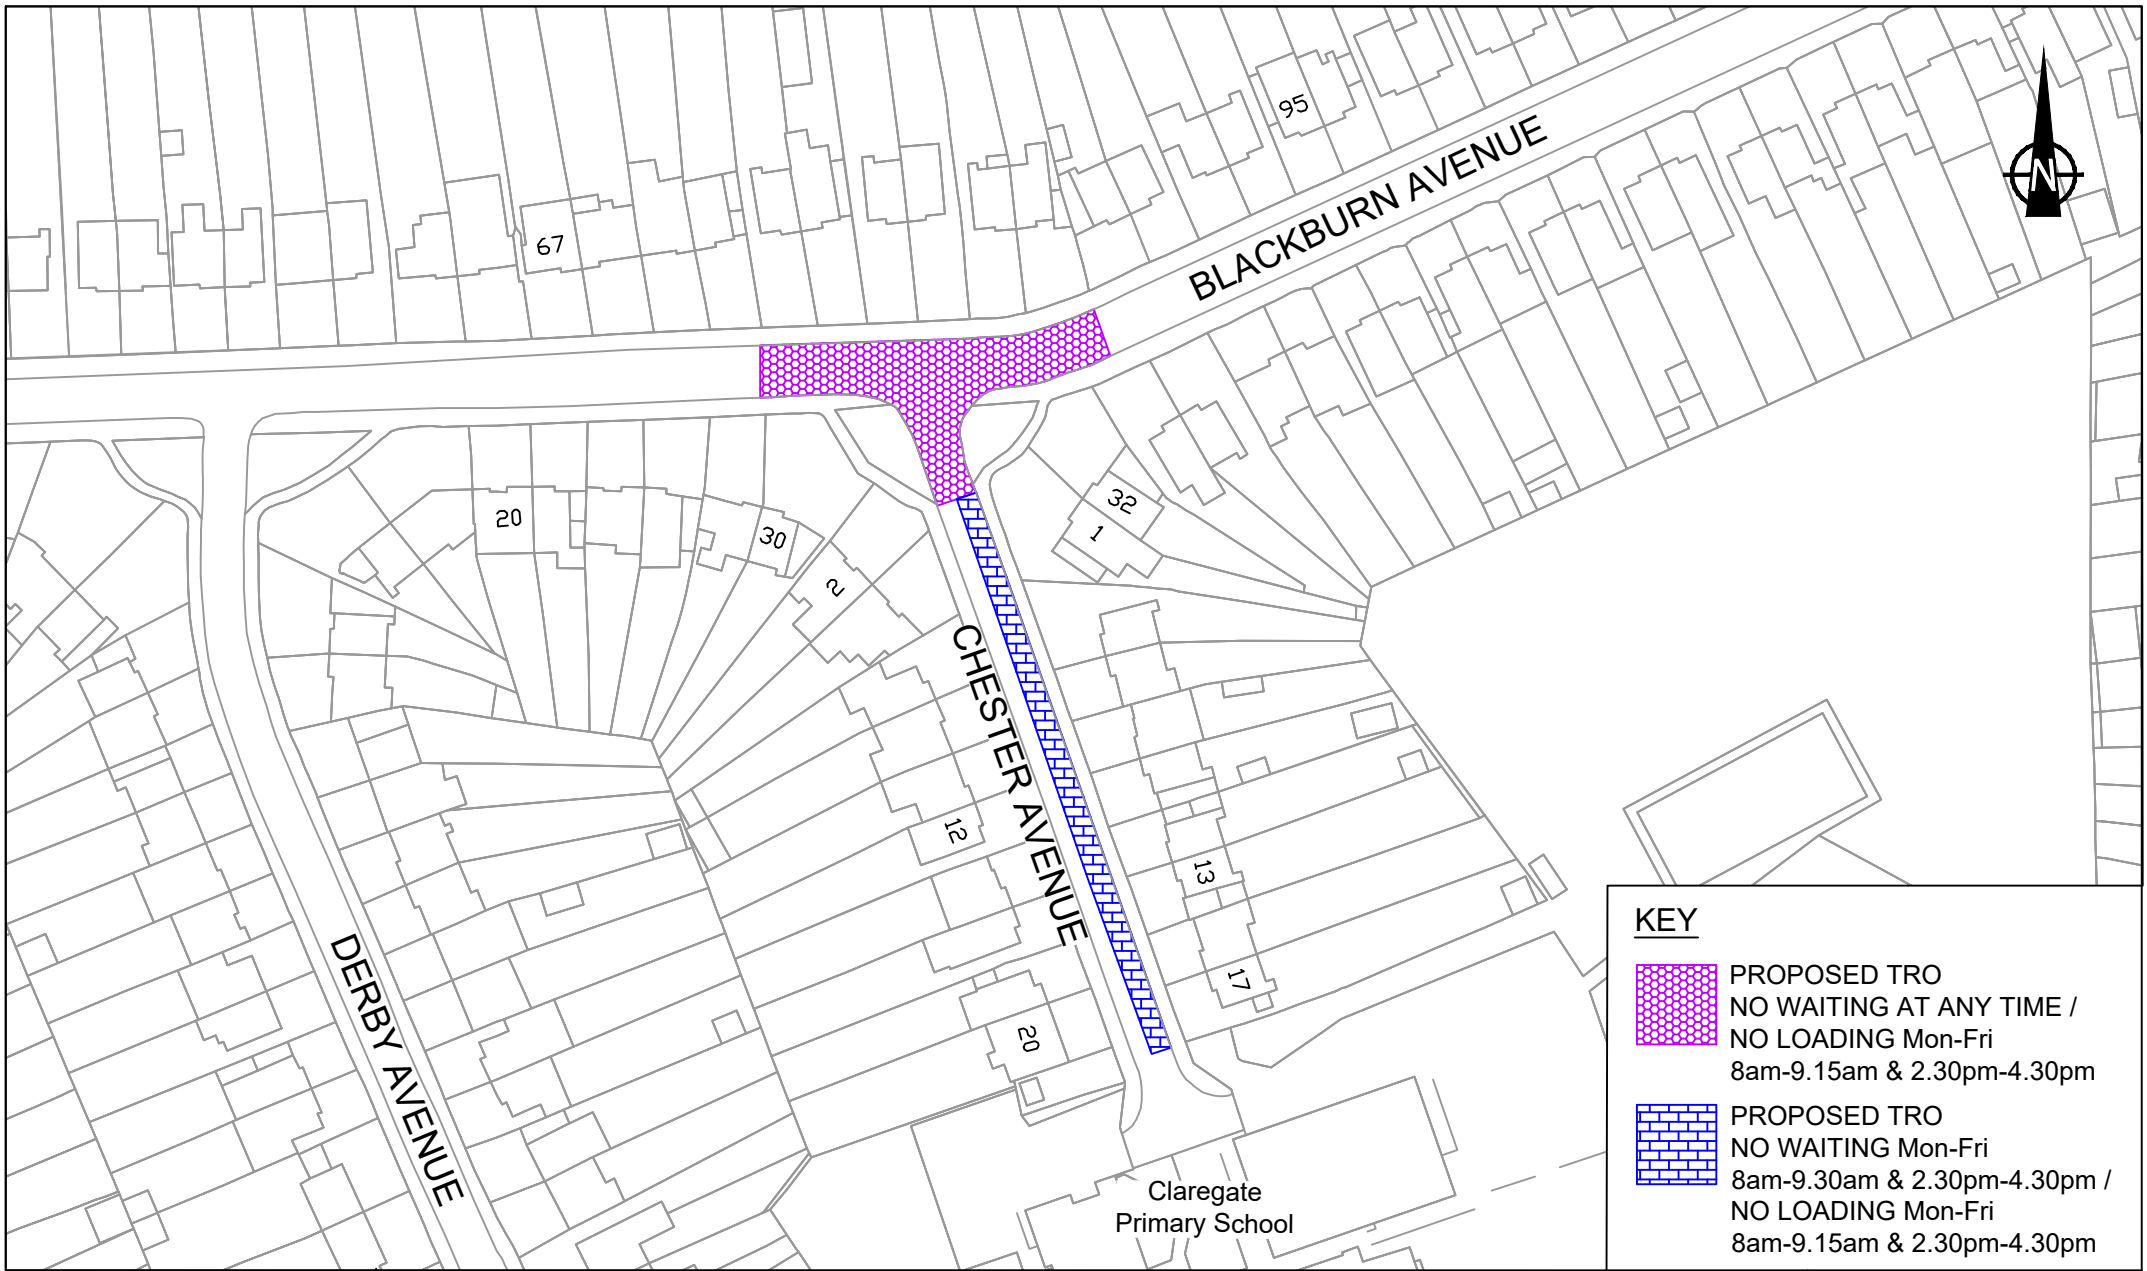 95
BLACKBURN AVENUE
N
67
20
30
2
32
1
CHESTER AVENUE
12
13
17
20
DERBY AVENUE
Claregate
Primary School
KEY
PROPOSED TRO
NO WAITING AT ANY TIME /
NO LOADING Mon-Fri
8am-9.15am & 2.30pm-4.30pm
PROPOSED TRO
NO WAITING Mon-Fri
8am-9.30am & 2.30pm-4.30pm /
NO LOADING Mon-Fri
8am-9.15am & 2.30pm-4.30pm